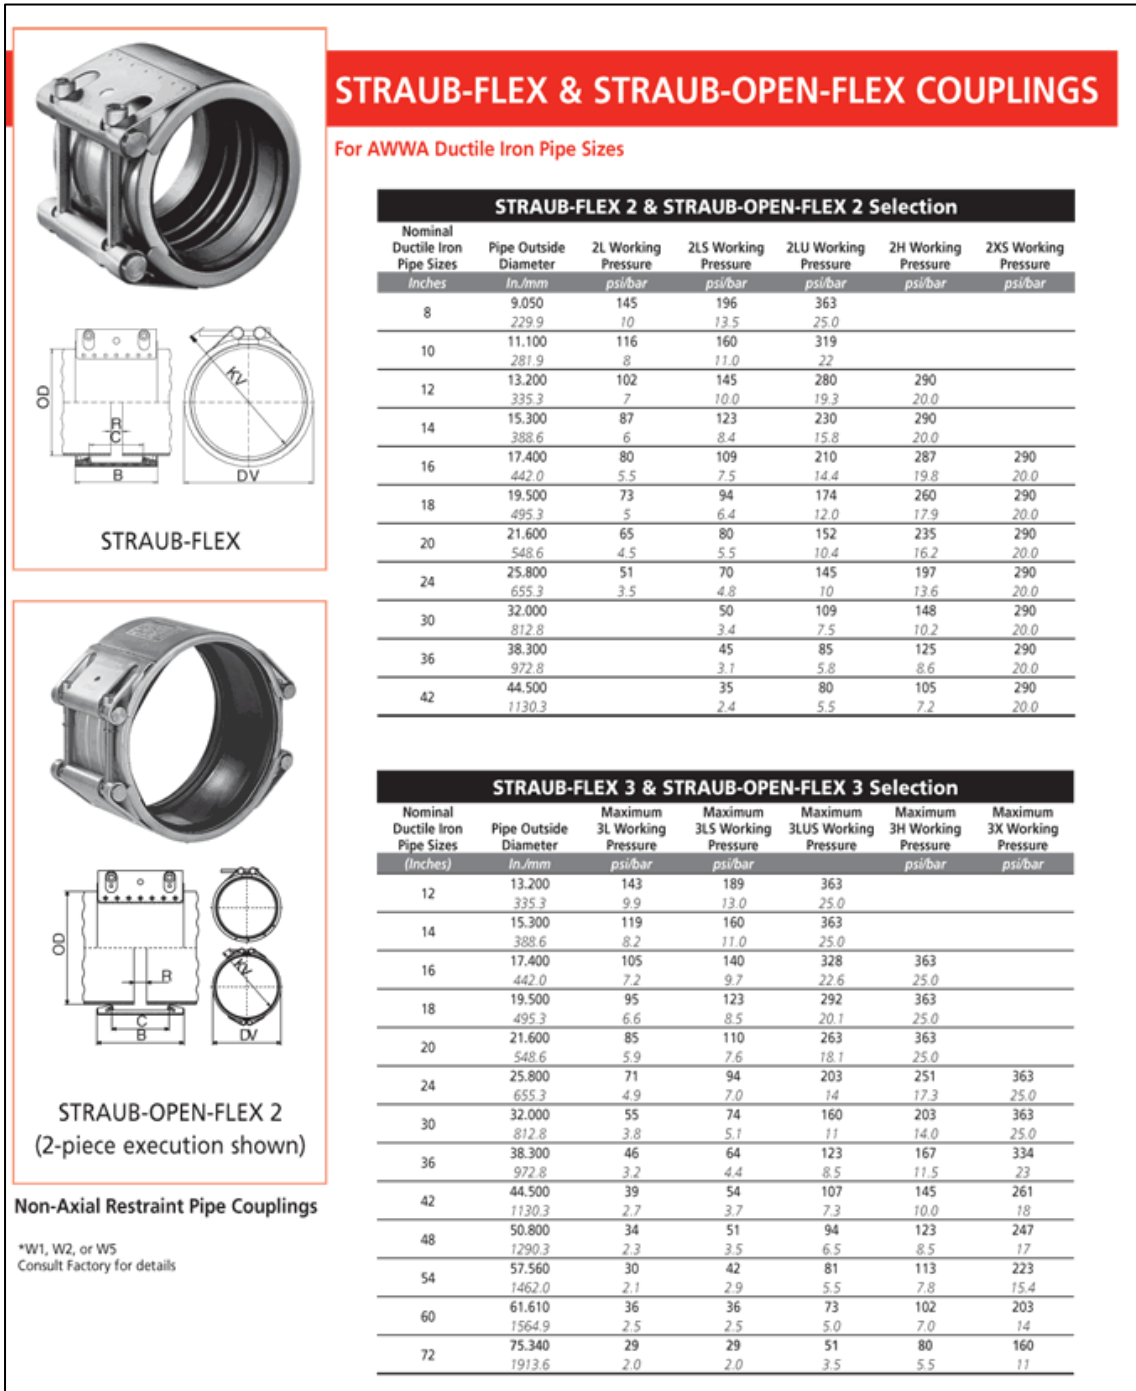 STRAUB-FLEX & STRAUB-OPEN-FLEX COUPLINGS
For AWWA Ductile Iron Pipe Sizes
KV
OD
R
C
B
DV
STRAUB-FLEX
OD
R
KV
C
B
DV
STRAUB-OPEN-FLEX 2
(2-piece execution shown)
Non-Axial Restraint Pipe Couplings
*W1, W2, or W5
Consult Factory for details
STRAUB-FLEX 2 & STRAUB-OPEN-FLEX 2 Selection
Nominal Ductile Iron Pipe Sizes Pipe Outside Diameter 2L Working Pressure 2LS Working Pressure 2LU Working Pressure 2H Working Pressure 2XS Working Pressure
Inches In./mm psi/bar psi/bar psi/bar psi/bar psi/bar
8 9.050 145 196 363
229.9 10 13.5 25.0
10 11.100 116 160 319
281.9 8 11.0 22
12 13.200 102 145 280 290
335.3 7 10.0 19.3 20.0
14 15.300 87 123 230 290
388.6 6 8.4 15.8 20.0
16 17.400 80 109 210 287 290
442.0 5.5 7.5 14.4 19.8 20.0
18 19.500 73 94 174 260 290
495.3 5 6.4 12.0 17.9 20.0
20 21.600 65 80 152 235 290
548.6 4.5 5.5 10.4 16.2 20.0
24 25.800 51 70 145 197 290
655.3 3.5 4.8 10 13.6 20.0
30 32.000 50 109 148 290
812.8 3.4 7.5 10.2 20.0
36 38.300 45 85 125 290
972.8 3.1 5.8 8.6 20.0
42 44.500 35 80 105 290
1130.3 2.4 5.5 7.2 20.0
STRAUB-FLEX 3 & STRAUB-OPEN-FLEX 3 Selection
Nominal Ductile Iron Pipe Sizes Pipe Outside Diameter Maximum 3L Working Pressure Maximum 3LS Working Pressure Maximum 3LUS Working Pressure Maximum 3H Working Pressure Maximum 3X Working Pressure
(Inches) In./mm psi/bar psi/bar psi/bar psi/bar
12 13.200 143 189 363
335.3 9.9 13.0 25.0
14 15.300 119 160 363
388.6 8.2 11.0 25.0
16 17.400 105 140 328 363
442.0 7.2 9.7 22.6 25.0
18 19.500 95 123 292 363
495.3 6.6 8.5 20.1 25.0
20 21.600 85 110 263 363
548.6 5.9 7.6 18.1 25.0
24 25.800 71 94 203 251 363
655.3 4.9 7.0 14 17.3 25.0
30 32.000 55 74 160 203 363
812.8 3.8 5.1 11 14.0 25.0
36 38.300 46 64 123 167 334
972.8 3.2 4.4 8.5 11.5 23
42 44.500 39 54 107 145 261
1130.3 2.7 3.7 7.3 10.0 18
48 50.800 34 51 94 123 247
1290.3 2.3 3.5 6.5 8.5 17
54 57.560 30 42 81 113 223
1462.0 2.1 2.9 5.5 7.8 15.4
60 61.610 36 36 73 102 203
1564.9 2.5 2.5 5.0 7.0 14
72 75.340 29 29 51 80 160
1913.6 2.0 2.0 3.5 5.5 11